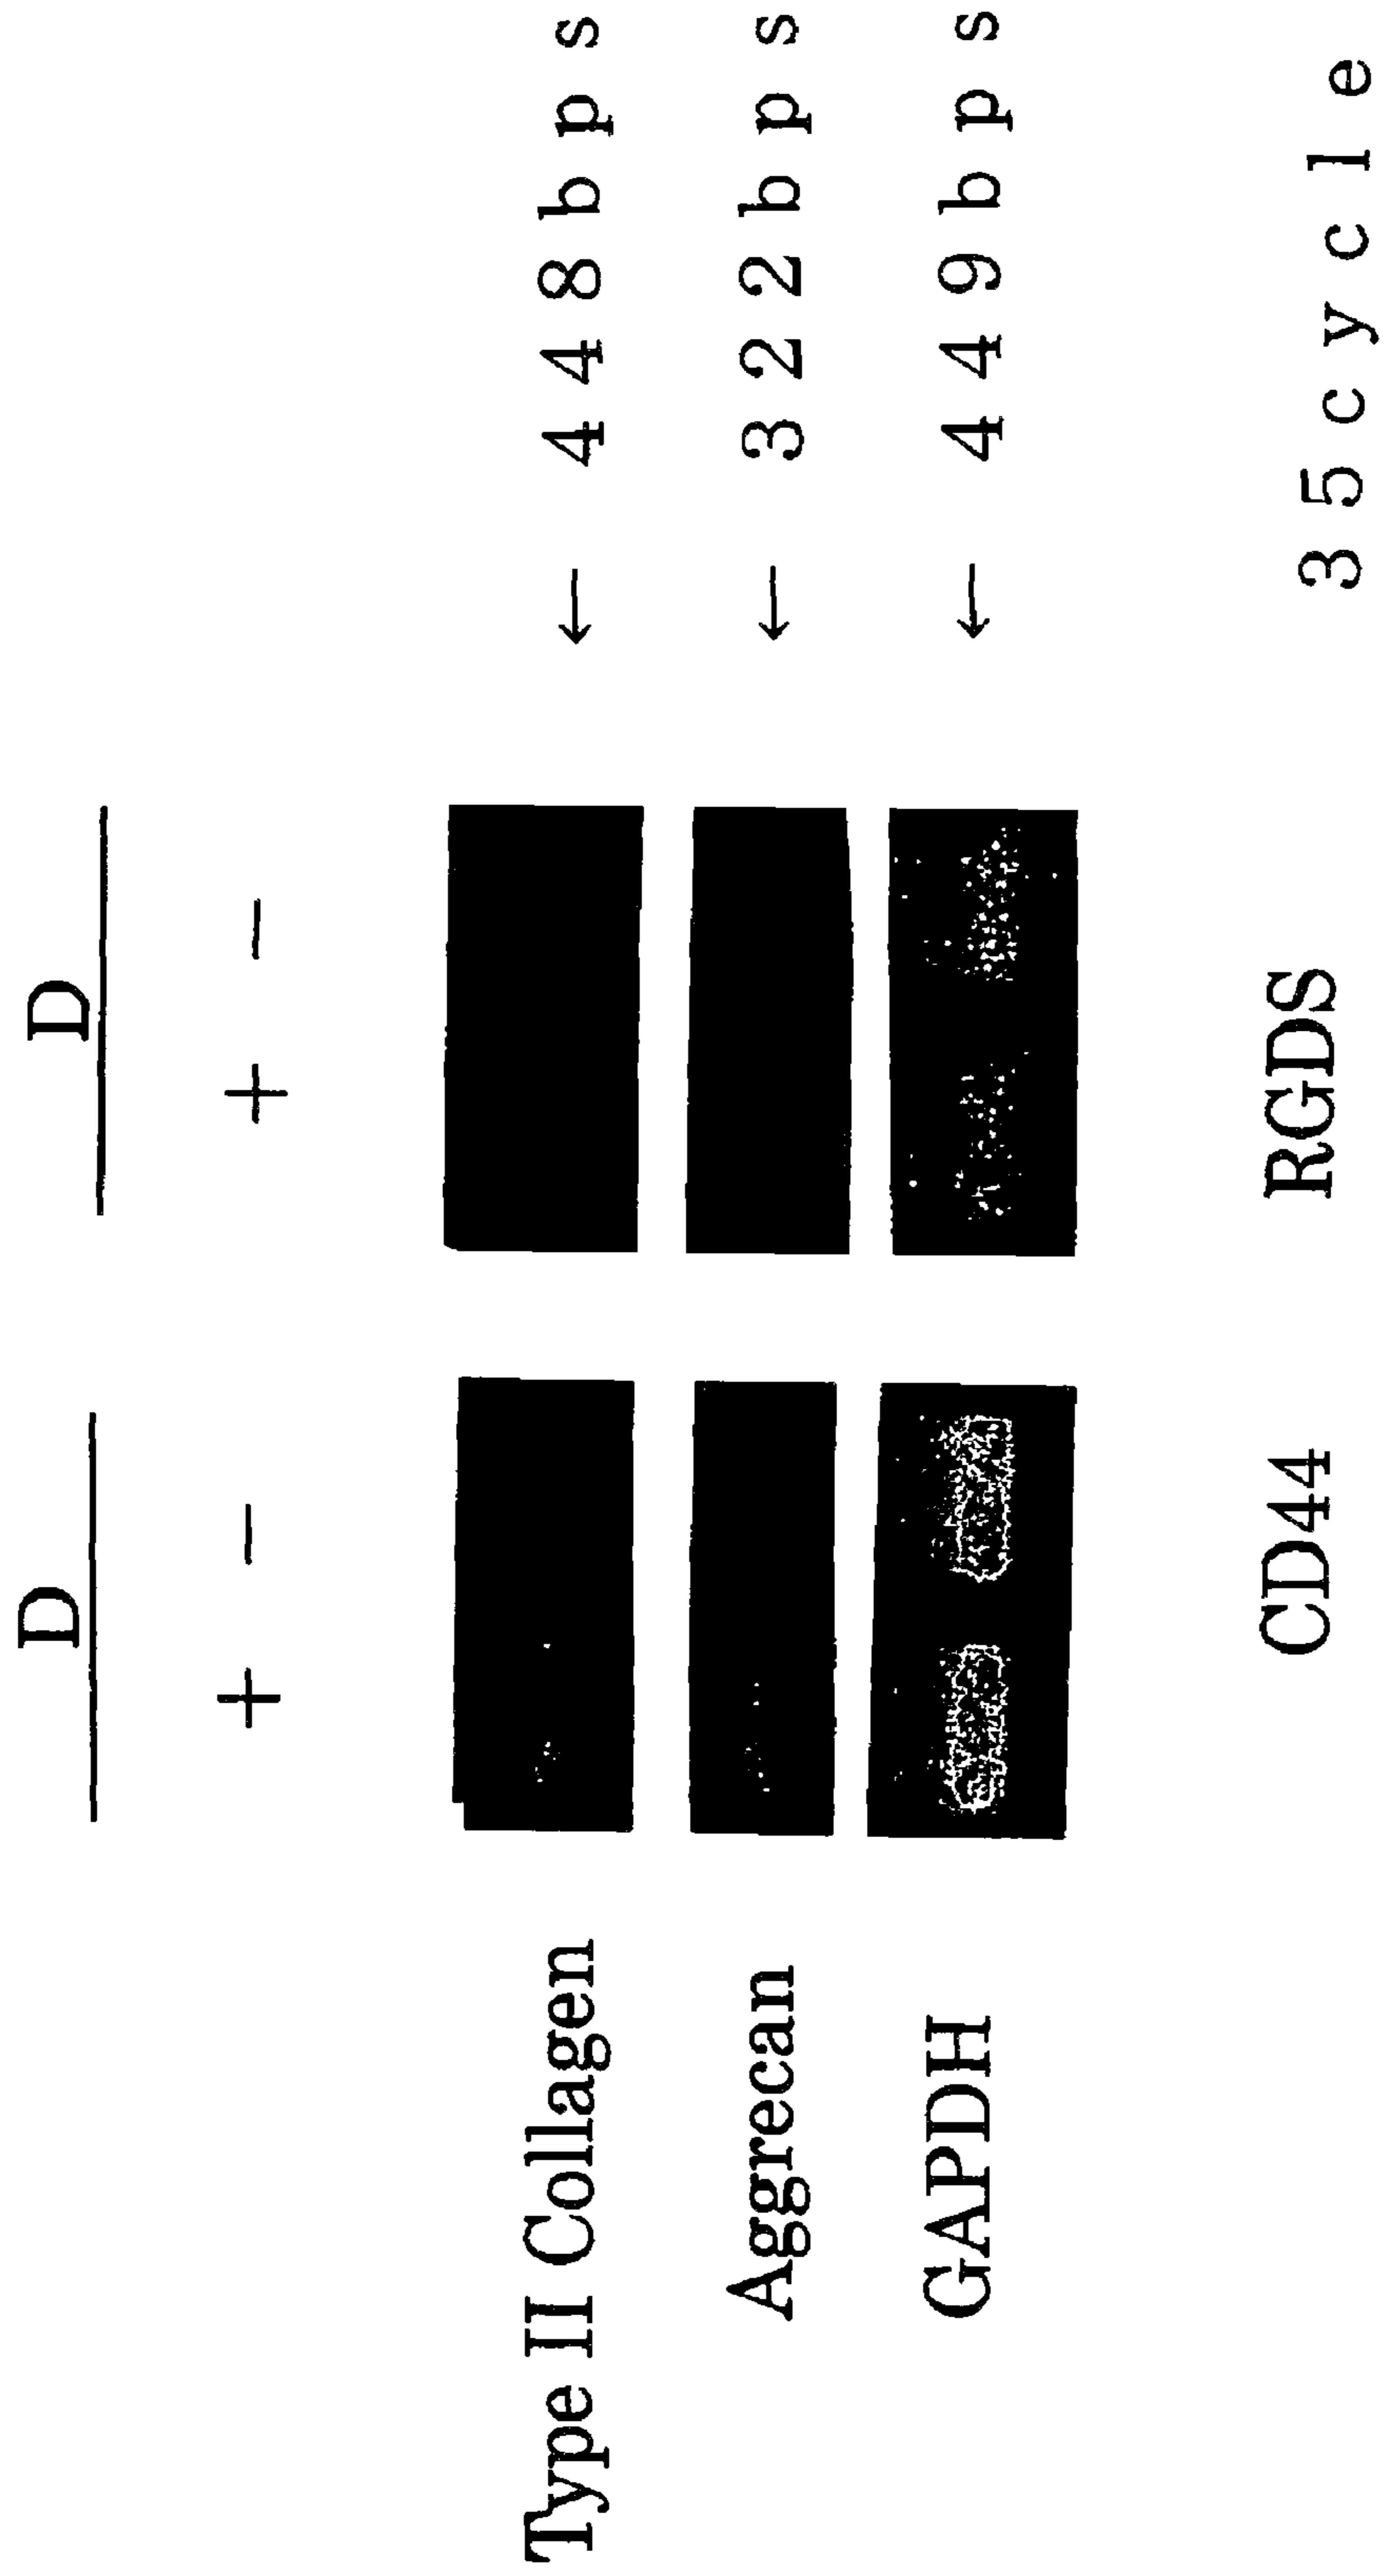 D D
+ − + −
Type II Collagen ← 448bps
Aggrecan ← 322bps
GAPDH ← 449bps
CD44 RGDS 35cycle